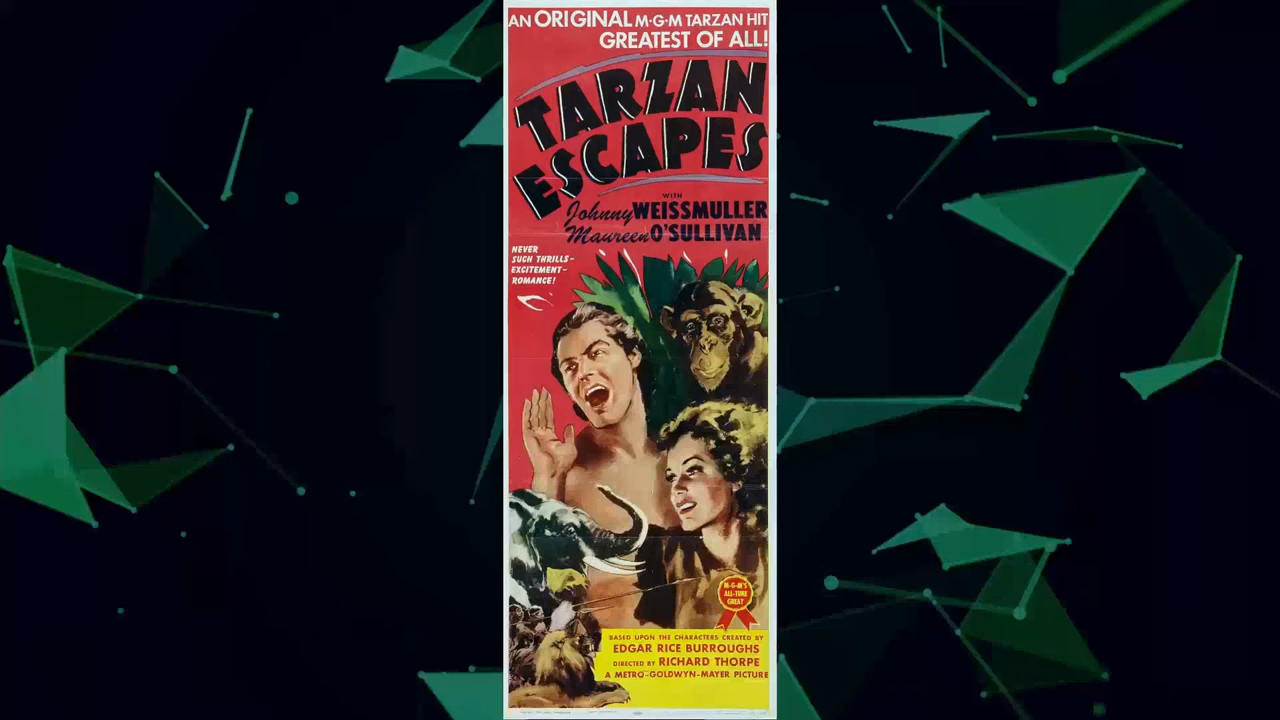 AN ORIGINAL M·G·M TARZAN HIT
GREATEST OF ALL!
TARZAN
ESCAPES
WITH
Johnny WEISSMULLER
Maureen O'SULLIVAN
NEVER
SUCH THRILLS-
EXCITEMENT-
ROMANCE!
M-G-M'S
ALL-TIME
GREAT
BASED UPON THE CHARACTERS CREATED BY
EDGAR RICE BURROUGHS
DIRECTED BY RICHARD THORPE
A METRO-GOLDWYN-MAYER PICTURE